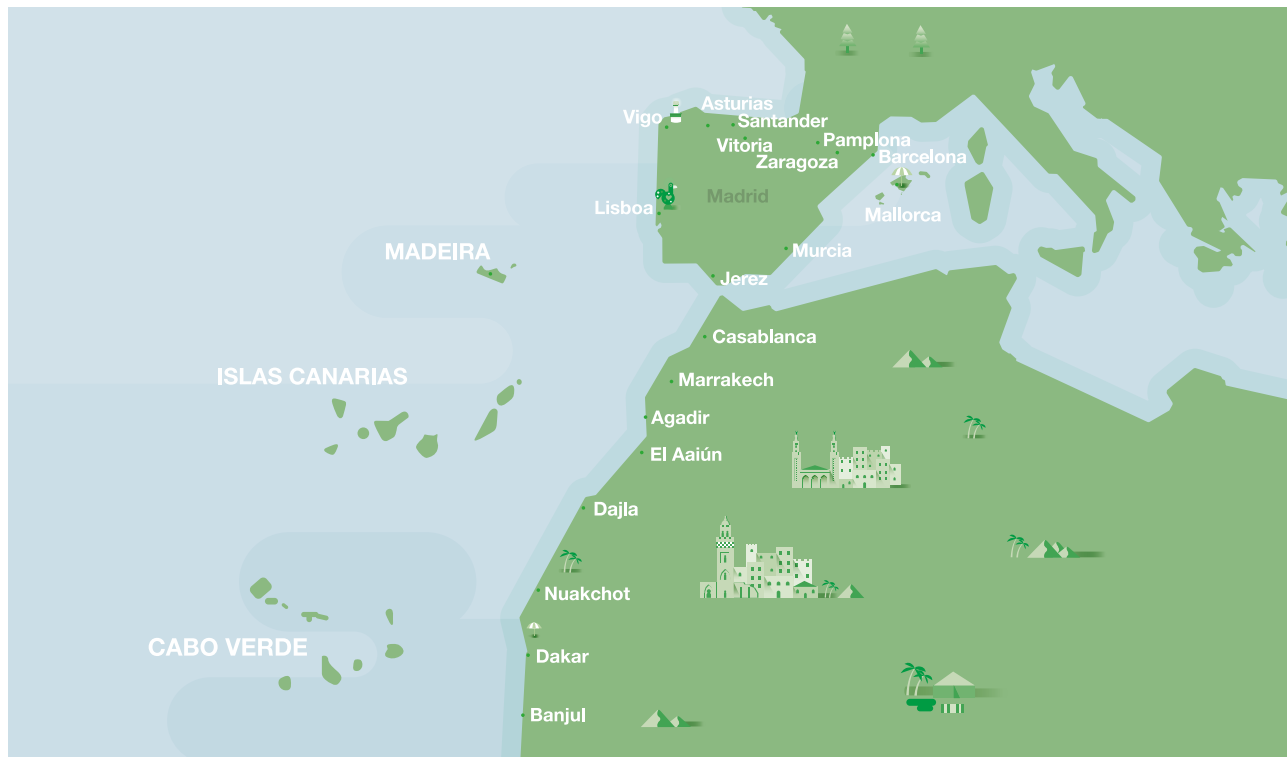 Asturias
Vigo
Santander
Vitoria
Pamplona
Zaragoza
Barcelona
Madrid
Lisboa
Mallorca
MADEIRA
Murcia
Jerez
Casablanca
ISLAS CANARIAS
Marrakech
Agadir
El Aaiún
Dajla
Nuakchot
CABO VERDE
Dakar
Banjul